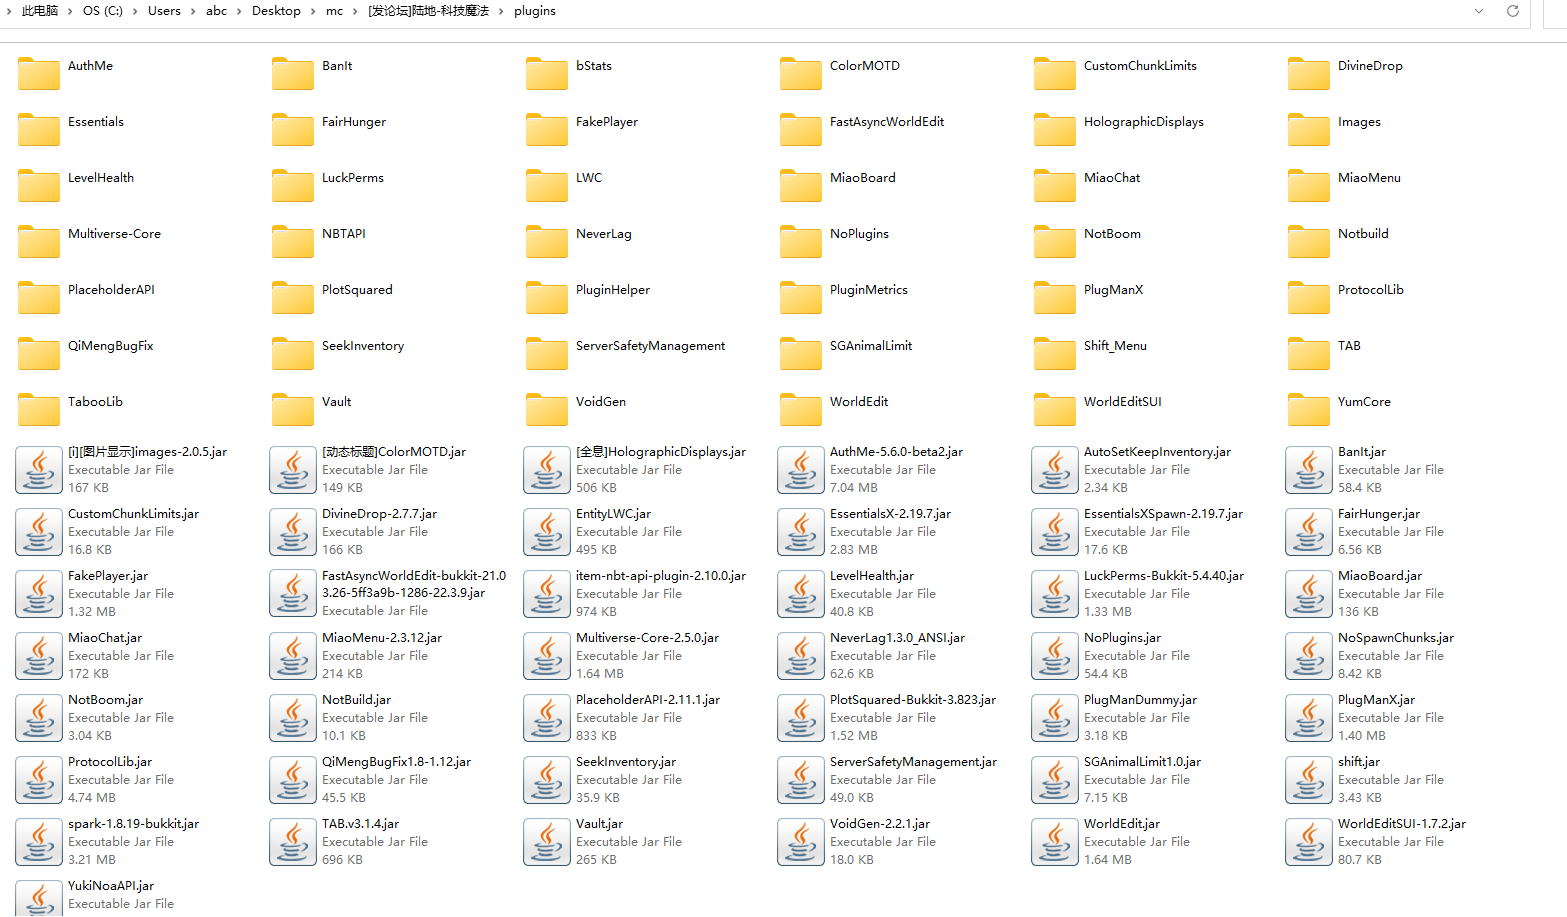 此电脑 > OS (C:) > Users > abc > Desktop > mc > [发论坛]陆地-科技魔法 > plugins
AuthMe
BanIt
bStats
ColorMOTD
CustomChunkLimits
DivineDrop
Essentials
FairHunger
FakePlayer
FastAsyncWorldEdit
HolographicDisplays
Images
LevelHealth
LuckPerms
LWC
MiaoBoard
MiaoChat
MiaoMenu
Multiverse-Core
NBTAPI
NeverLag
NoPlugins
NotBoom
Notbuild
PlaceholderAPI
PlotSquared
PluginHelper
PluginMetrics
PlugManX
ProtocolLib
QiMengBugFix
SeekInventory
ServerSafetyManagement
SGAnimalLimit
Shift_Menu
TAB
TabooLib
Vault
VoidGen
WorldEdit
WorldEditSUI
YumCore
[i][图片显示]images-2.0.5.jar
Executable Jar File
167 KB
[动态标题]ColorMOTD.jar
Executable Jar File
149 KB
[全息]HolographicDisplays.jar
Executable Jar File
506 KB
AuthMe-5.6.0-beta2.jar
Executable Jar File
7.04 MB
AutoSetKeepInventory.jar
Executable Jar File
2.34 KB
BanIt.jar
Executable Jar File
58.4 KB
CustomChunkLimits.jar
Executable Jar File
16.8 KB
DivineDrop-2.7.7.jar
Executable Jar File
166 KB
EntityLWC.jar
Executable Jar File
495 KB
EssentialsX-2.19.7.jar
Executable Jar File
2.83 MB
EssentialsXSpawn-2.19.7.jar
Executable Jar File
17.6 KB
FairHunger.jar
Executable Jar File
6.56 KB
FakePlayer.jar
Executable Jar File
1.32 MB
FastAsyncWorldEdit-bukkit-21.0
3.26-5ff3a9b-1286-22.3.9.jar
Executable Jar File
item-nbt-api-plugin-2.10.0.jar
Executable Jar File
974 KB
LevelHealth.jar
Executable Jar File
40.8 KB
LuckPerms-Bukkit-5.4.40.jar
Executable Jar File
1.33 MB
MiaoBoard.jar
Executable Jar File
136 KB
MiaoChat.jar
Executable Jar File
172 KB
MiaoMenu-2.3.12.jar
Executable Jar File
214 KB
Multiverse-Core-2.5.0.jar
Executable Jar File
1.64 MB
NeverLag1.3.0_ANSI.jar
Executable Jar File
62.6 KB
NoPlugins.jar
Executable Jar File
54.4 KB
NoSpawnChunks.jar
Executable Jar File
8.42 KB
NotBoom.jar
Executable Jar File
3.04 KB
NotBuild.jar
Executable Jar File
10.1 KB
PlaceholderAPI-2.11.1.jar
Executable Jar File
833 KB
PlotSquared-Bukkit-3.823.jar
Executable Jar File
1.52 MB
PlugManDummy.jar
Executable Jar File
3.18 KB
PlugManX.jar
Executable Jar File
1.40 MB
ProtocolLib.jar
Executable Jar File
4.74 MB
QiMengBugFix1.8-1.12.jar
Executable Jar File
45.5 KB
SeekInventory.jar
Executable Jar File
35.9 KB
ServerSafetyManagement.jar
Executable Jar File
49.0 KB
SGAnimalLimit1.0.jar
Executable Jar File
7.15 KB
shift.jar
Executable Jar File
3.43 KB
spark-1.8.19-bukkit.jar
Executable Jar File
3.21 MB
TAB.v3.1.4.jar
Executable Jar File
696 KB
Vault.jar
Executable Jar File
265 KB
VoidGen-2.2.1.jar
Executable Jar File
18.0 KB
WorldEdit.jar
Executable Jar File
1.64 MB
WorldEditSUI-1.7.2.jar
Executable Jar File
80.7 KB
YukiNoaAPI.jar
Executable Jar File